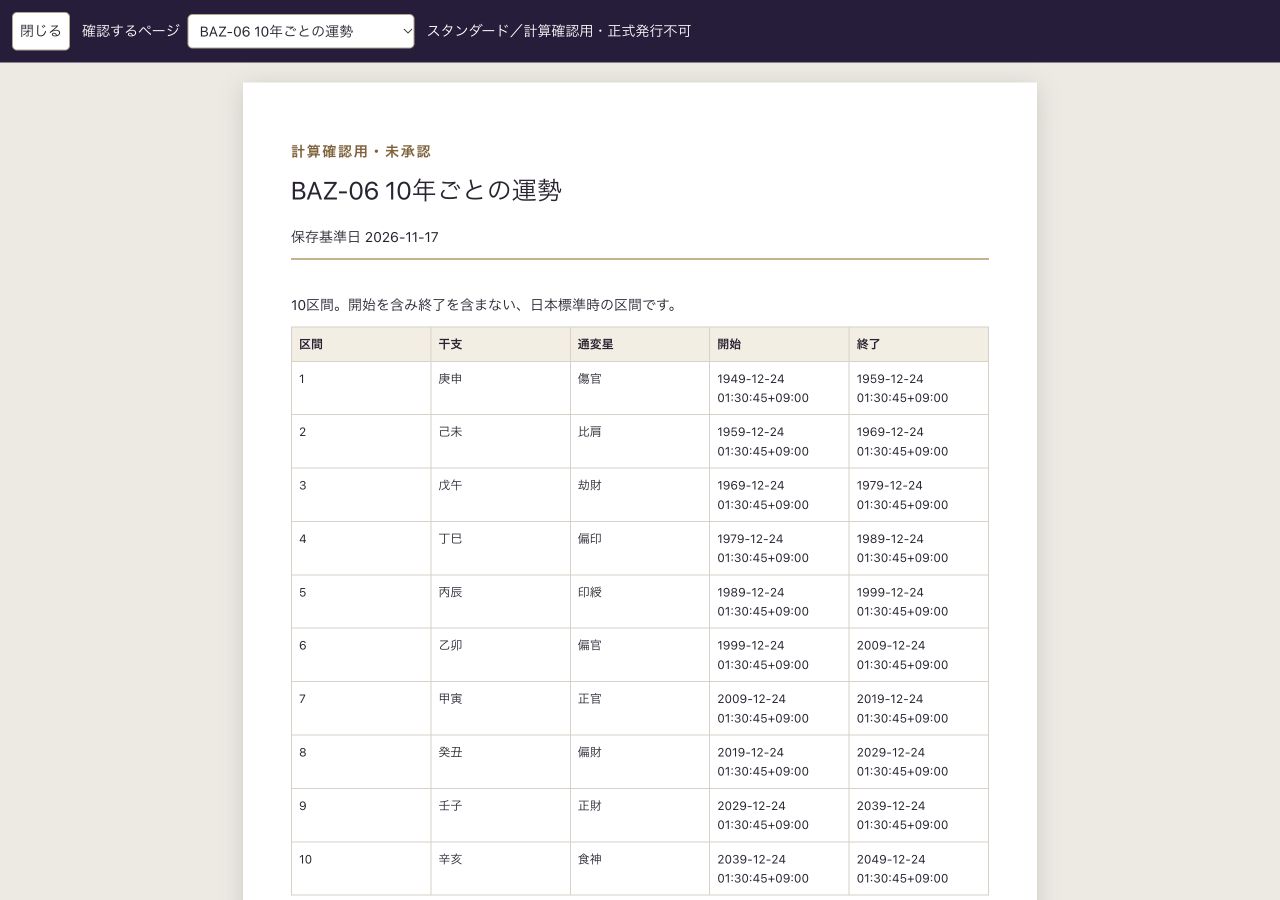 閉じる 確認するページ BAZ-06 10年ごとの運勢 スタンダード／計算確認用・正式発行不可
計算確認用・未承認
BAZ-06 10年ごとの運勢
保存基準日 2026-11-17
10区間。開始を含み終了を含まない、日本標準時の区間です。
区間 干支 通変星 開始 終了
1 庚申 傷官 1949-12-24 1959-12-24
01:30:45+09:00 01:30:45+09:00
2 己未 比肩 1959-12-24 1969-12-24
01:30:45+09:00 01:30:45+09:00
3 戊午 劫財 1969-12-24 1979-12-24
01:30:45+09:00 01:30:45+09:00
4 丁巳 偏印 1979-12-24 1989-12-24
01:30:45+09:00 01:30:45+09:00
5 丙辰 印綬 1989-12-24 1999-12-24
01:30:45+09:00 01:30:45+09:00
6 乙卯 偏官 1999-12-24 2009-12-24
01:30:45+09:00 01:30:45+09:00
7 甲寅 正官 2009-12-24 2019-12-24
01:30:45+09:00 01:30:45+09:00
8 癸丑 偏財 2019-12-24 2029-12-24
01:30:45+09:00 01:30:45+09:00
9 壬子 正財 2029-12-24 2039-12-24
01:30:45+09:00 01:30:45+09:00
10 辛亥 食神 2039-12-24 2049-12-24
01:30:45+09:00 01:30:45+09:00